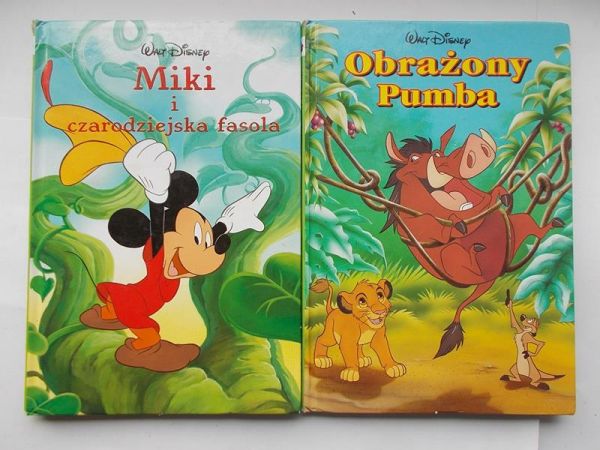 WALT DISNEY
Miki
i
czarodziejska fasola
WALT DISNEY
Obrażony
Pumba